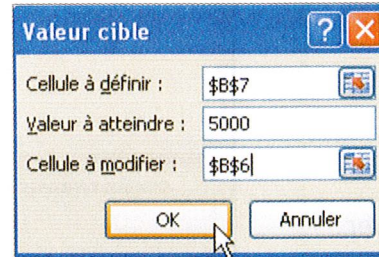 Valeur cible
?
Cellule à définir : $B$7
Valeur à atteindre : 5000
Cellule à modifier : $B$6
OK Annuler